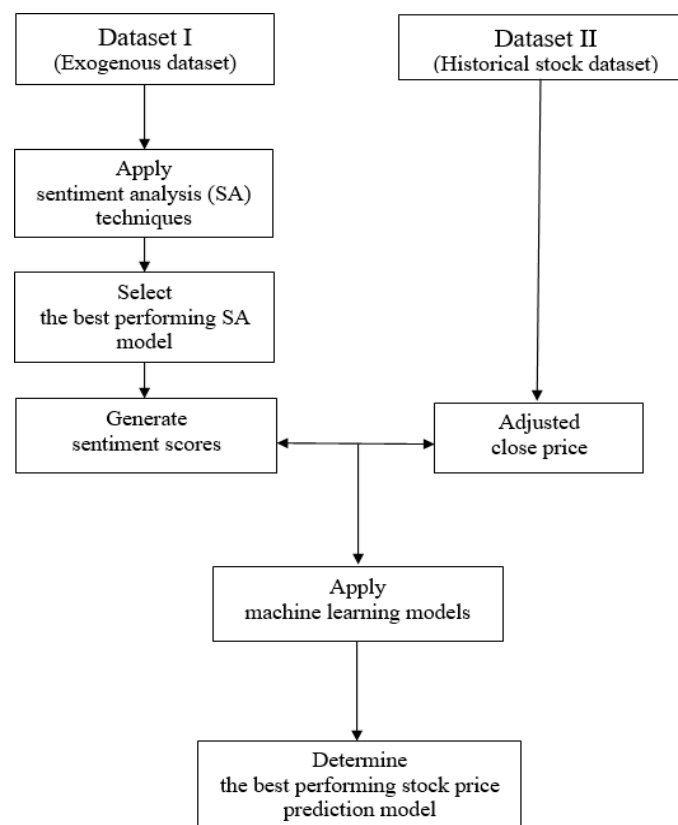 Dataset I
(Exogenous dataset)
Dataset II
(Historical stock dataset)
Apply
sentiment analysis (SA)
techniques
Select
the best performing SA
model
Generate
sentiment scores
Adjusted
close price
Apply
machine learning models
Determine
the best performing stock price
prediction model